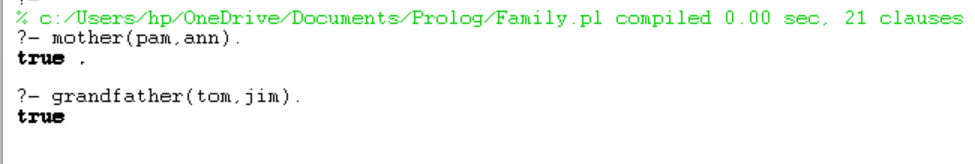 % c:/Users/hp/OneDrive/Documents/Prolog/Family.pl compiled 0.00 sec, 21 clauses
?- mother(pam,ann).
true .
?- grandfather(tom,jim).
true